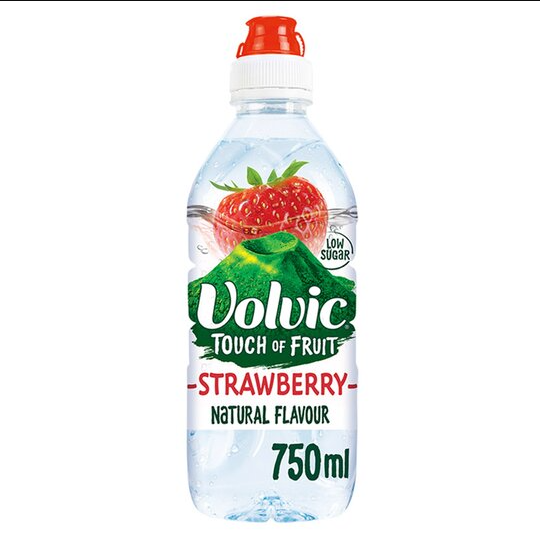 LOW
SUGAR
Volvic®
TOUCH OF FRUIT
-STRAWBERRY-
NATURAL FLAVOUR
750ml